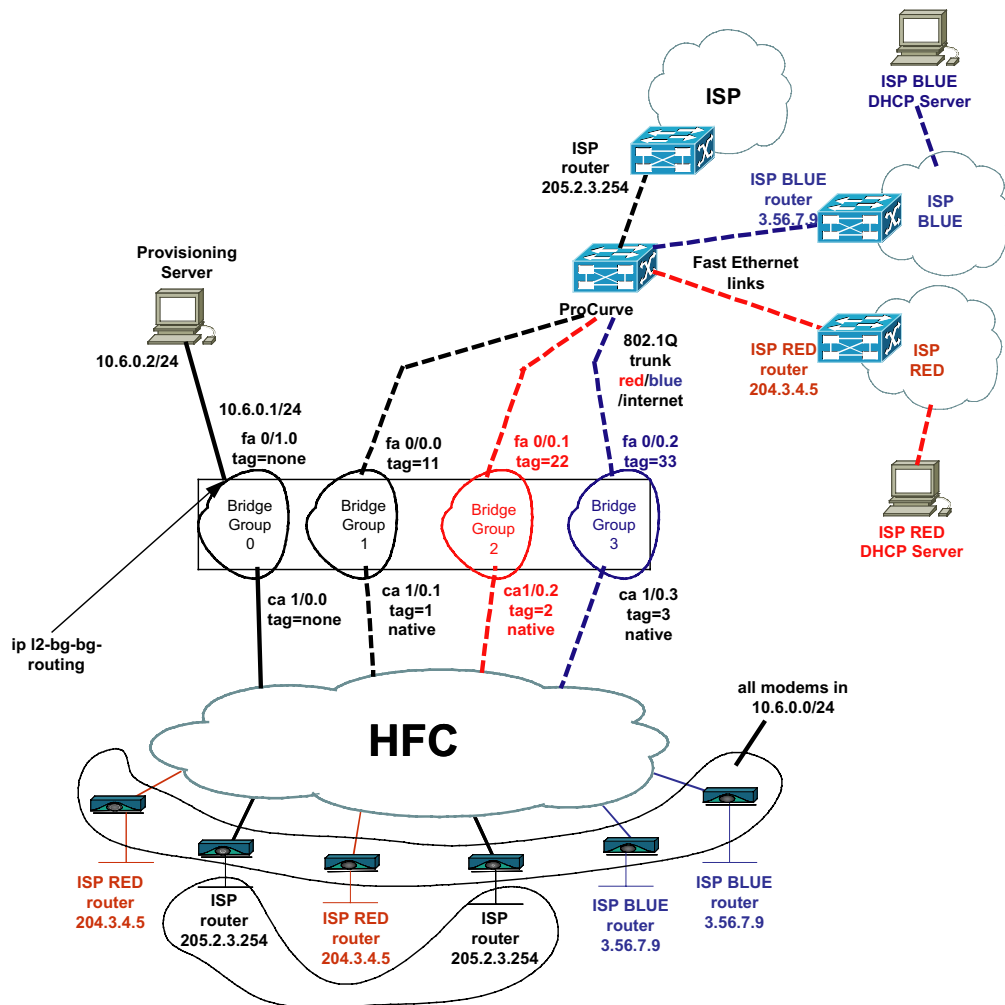 ISP BLUE
DHCP Server
ISP
ISP
router
205.2.3.254
ISP BLUE
router
3.56.7.9
ISP
BLUE
Provisioning
Server
Fast Ethernet
links
ProCurve
10.6.0.2/24
802.1Q
trunk
red/blue
/internet
ISP RED
router
204.3.4.5
ISP
RED
10.6.0.1/24
fa 0/1.0
tag=none
fa 0/0.0
tag=11
fa 0/0.1
tag=22
fa 0/0.2
tag=33
Bridge
Group
0
Bridge
Group
1
Bridge
Group
2
Bridge
Group
3
ISP RED
DHCP Server
ca 1/0.0
tag=none
ca 1/0.1
tag=1
native
ca1/0.2
tag=2
native
ca 1/0.3
tag=3
native
ip l2-bg-bg-
routing
all modems in
10.6.0.0/24
HFC
ISP RED
router
204.3.4.5
ISP
router
205.2.3.254
ISP RED
router
204.3.4.5
ISP
router
205.2.3.254
ISP BLUE
router
3.56.7.9
ISP BLUE
router
3.56.7.9